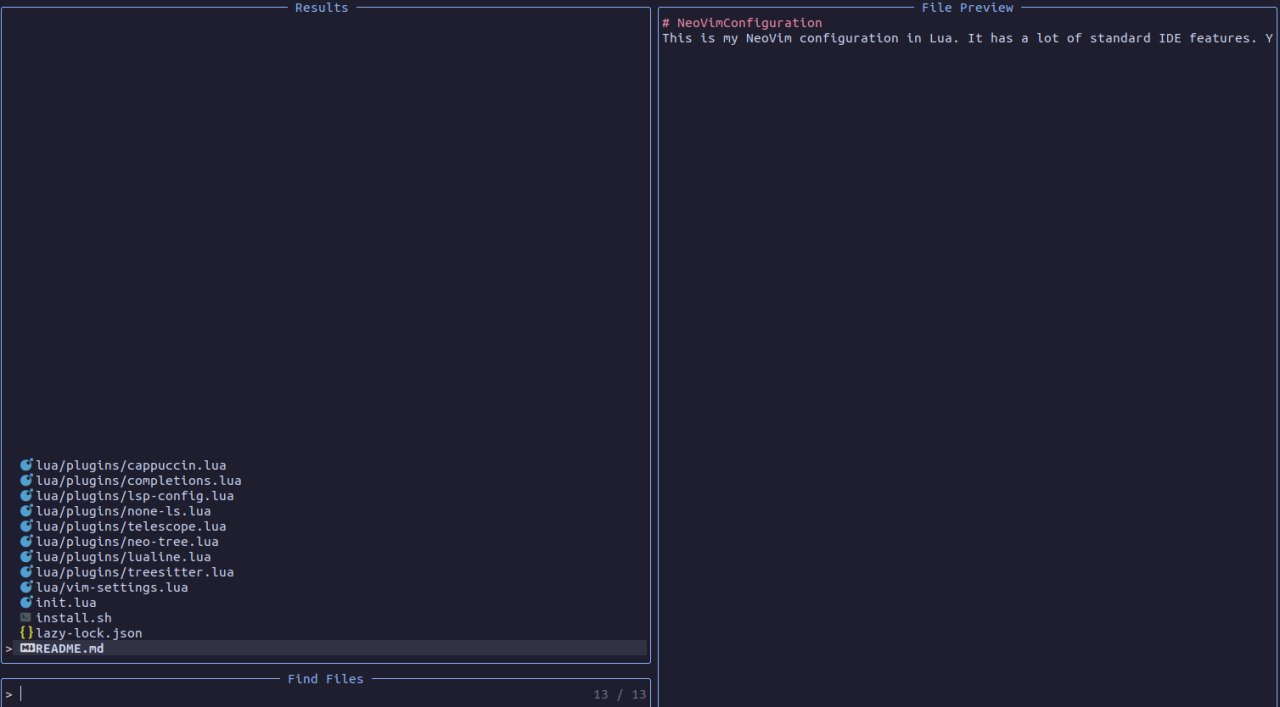 Results
lua/plugins/cappuccin.lua
lua/plugins/completions.lua
lua/plugins/lsp-config.lua
lua/plugins/none-ls.lua
lua/plugins/telescope.lua
lua/plugins/neo-tree.lua
lua/plugins/lualine.lua
lua/plugins/treesitter.lua
lua/vim-settings.lua
init.lua
install.sh
{}lazy-lock.json
> README.md
Find Files
> 13 / 13
File Preview
# NeoVimConfiguration
This is my NeoVim configuration in Lua. It has a lot of standard IDE features. Y